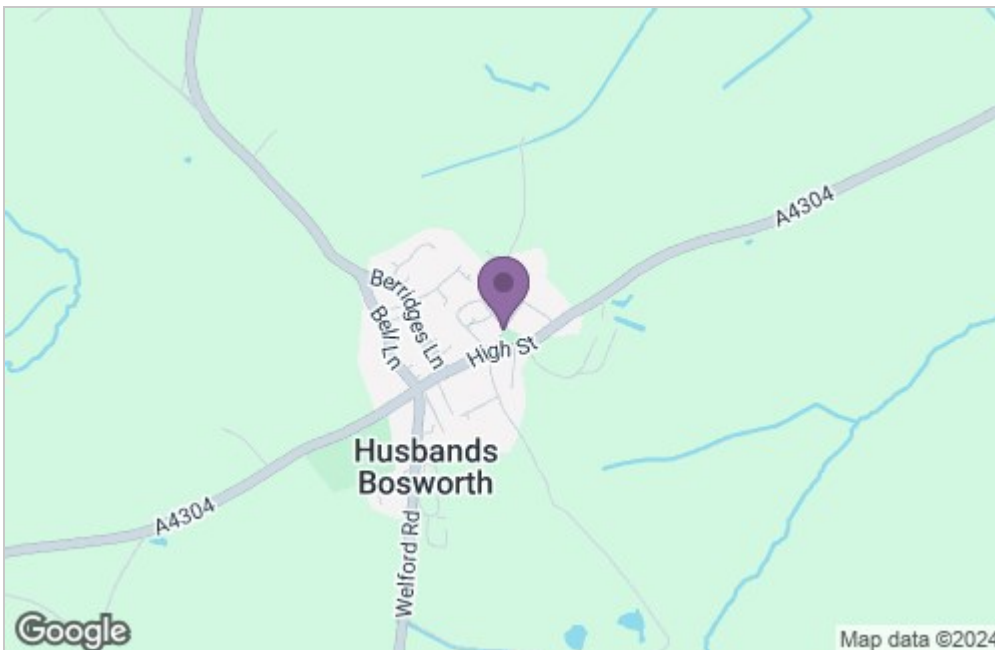 A4304
Berridges Ln
Bell Ln
High St
Husbands
Bosworth
A4304
Welford Rd
Google
Map data ©2024